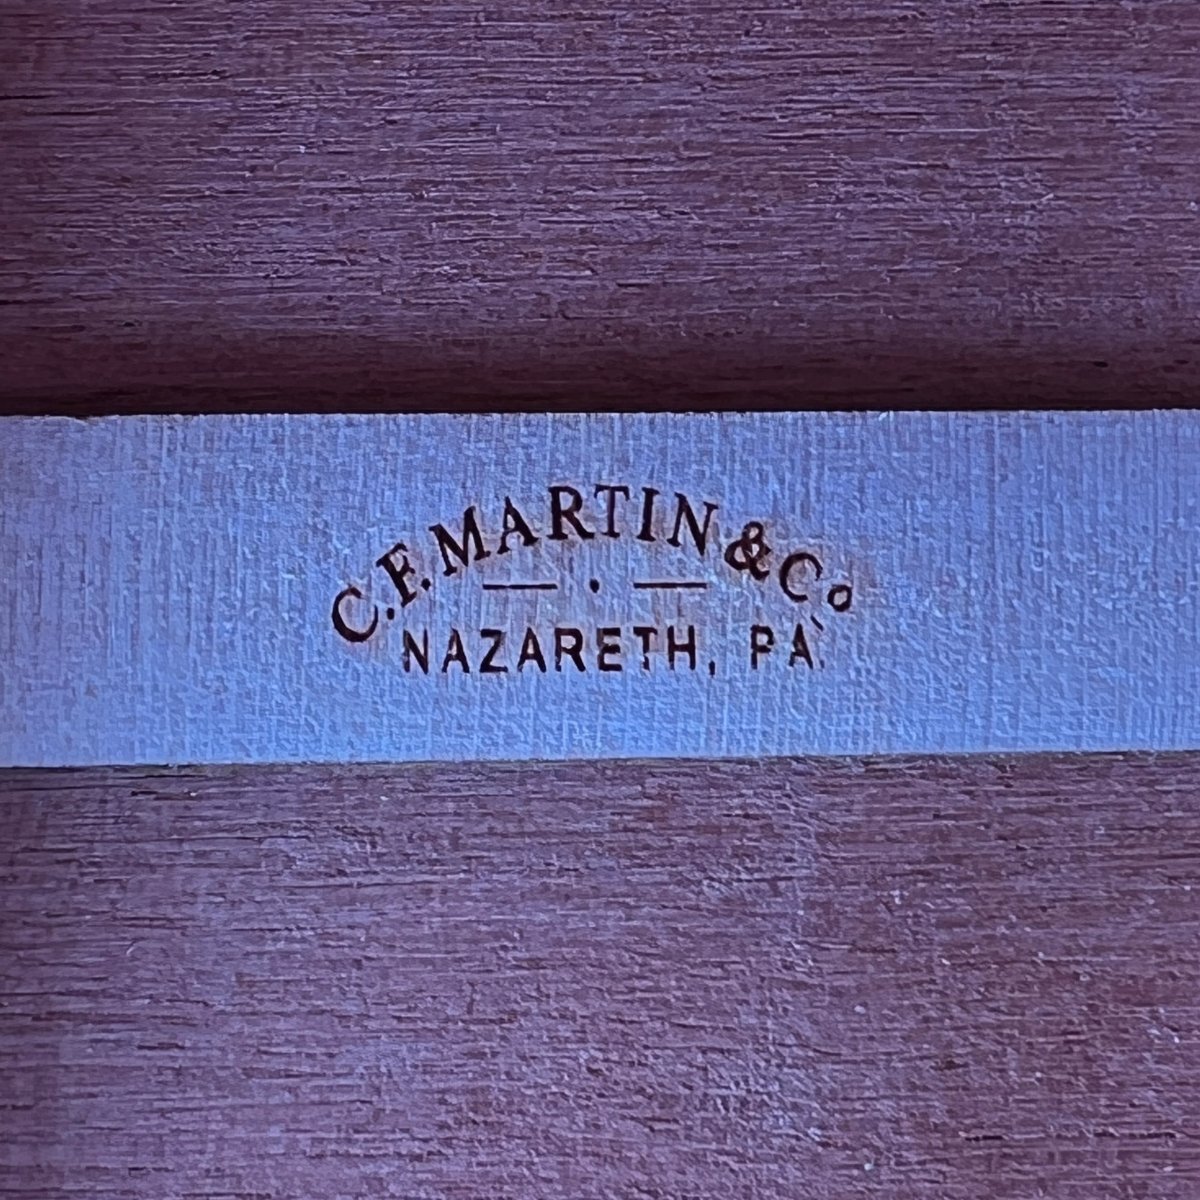 C.F. MARTIN & Co
NAZARETH, PA.